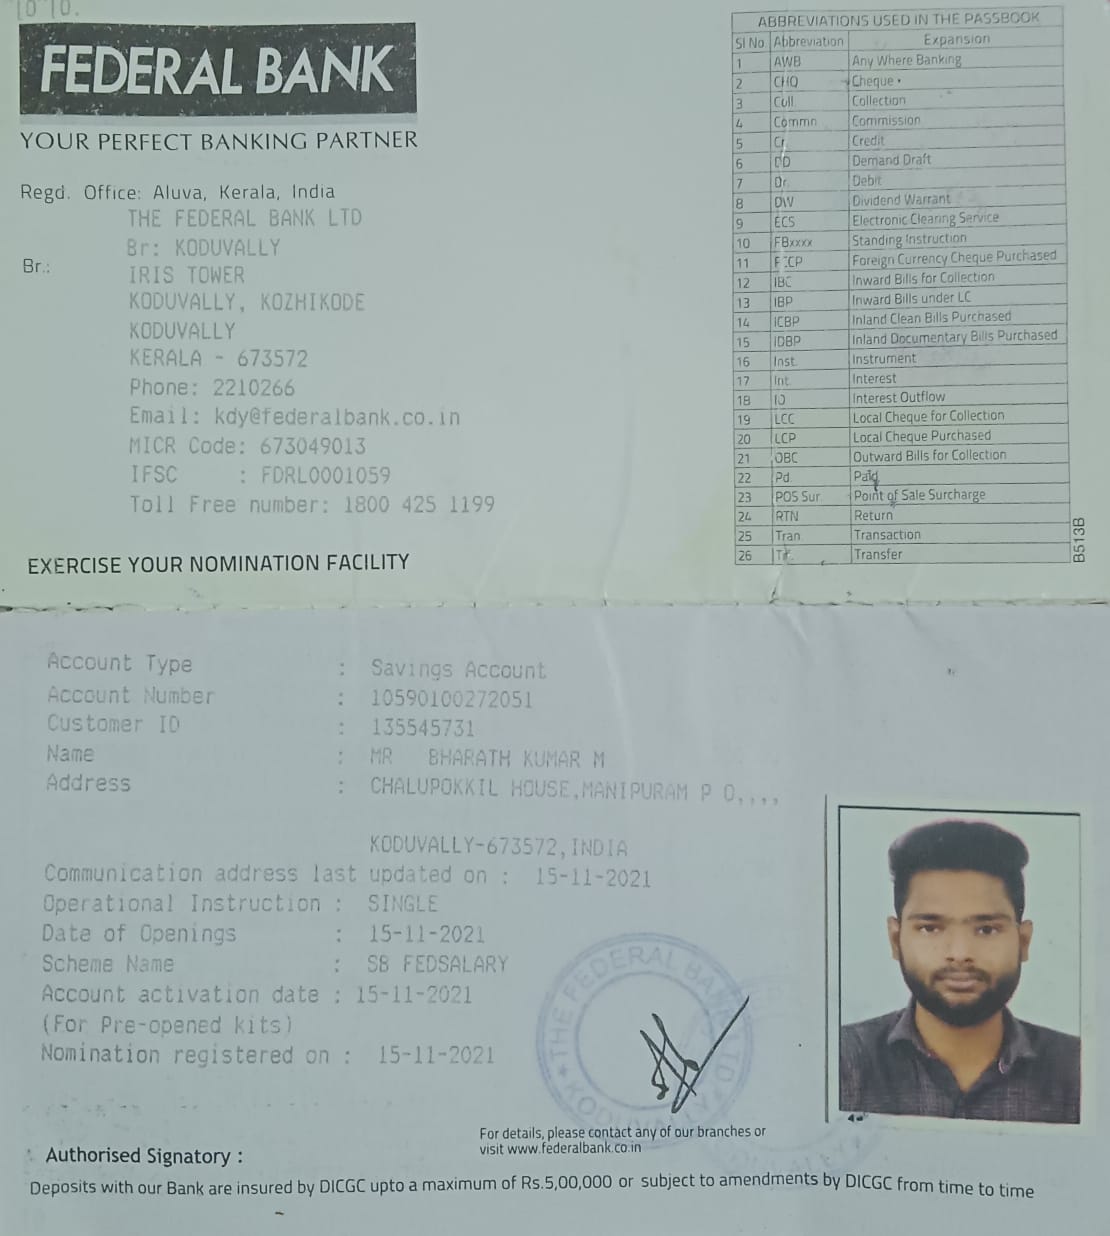 FEDERAL BANK
YOUR PERFECT BANKING PARTNER
Regd. Office: Aluva, Kerala, India
THE FEDERAL BANK LTD
Br: KODUVALLY
Br.:
IRIS TOWER
KODUVALLY, KOZHIKODE
KODUVALLY
KERALA - 673572
Phone: 2210266
Email: kdy@federalbank.co.in
MICR Code: 673049013
IFSC : FDRL0001059
Toll Free number: 1800 425 1199
EXERCISE YOUR NOMINATION FACILITY
ABBREVIATIONS USED IN THE PASSBOOK
Sl No. Abbreviation Expansion
1 AWB Any Where Banking
2 CHQ Cheque
3 Coll. Collection
4 Commn Commission
5 Cr Credit
6 DD Demand Draft
7 Dr. Debit
8 DW Dividend Warrant
9 ECS Electronic Clearing Service
10 FBxxxx Standing Instruction
11 FCCP Foreign Currency Cheque Purchased
12 IBC Inward Bills for Collection
13 IBP Inward Bills under LC
14 ICBP Inland Clean Bills Purchased
15 IDBP Inland Documentary Bills Purchased
16 Inst. Instrument
17 Int. Interest
18 IO Interest Outflow
19 LCC Local Cheque for Collection
20 LCP Local Cheque Purchased
21 OBC Outward Bills for Collection
22 Pd. Paid
23 POS Sur Point of Sale Surcharge
24 RTN Return
25 Tran Transaction
26 Tr. Transfer
B513B
Account Type : Savings Account
Account Number : 10590100272051
Customer ID : 135545731
Name : MR BHARATH KUMAR M
Address : CHALUPOKKIL HOUSE,MANIPURAM P O,,,,
KODUVALLY-673572,INDIA
Communication address last updated on : 15-11-2021
Operational Instruction : SINGLE
Date of Openings : 15-11-2021
Scheme Name : SB FEDSALARY
Account activation date : 15-11-2021
(For Pre-opened kits)
Nomination registered on : 15-11-2021
THE FEDERAL BANK LTD
KODUVALLY
For details, please contact any of our branches or
visit www.federalbank.co.in
Authorised Signatory :
Deposits with our Bank are insured by DICGC upto a maximum of Rs.5,00,000 or subject to amendments by DICGC from time to time